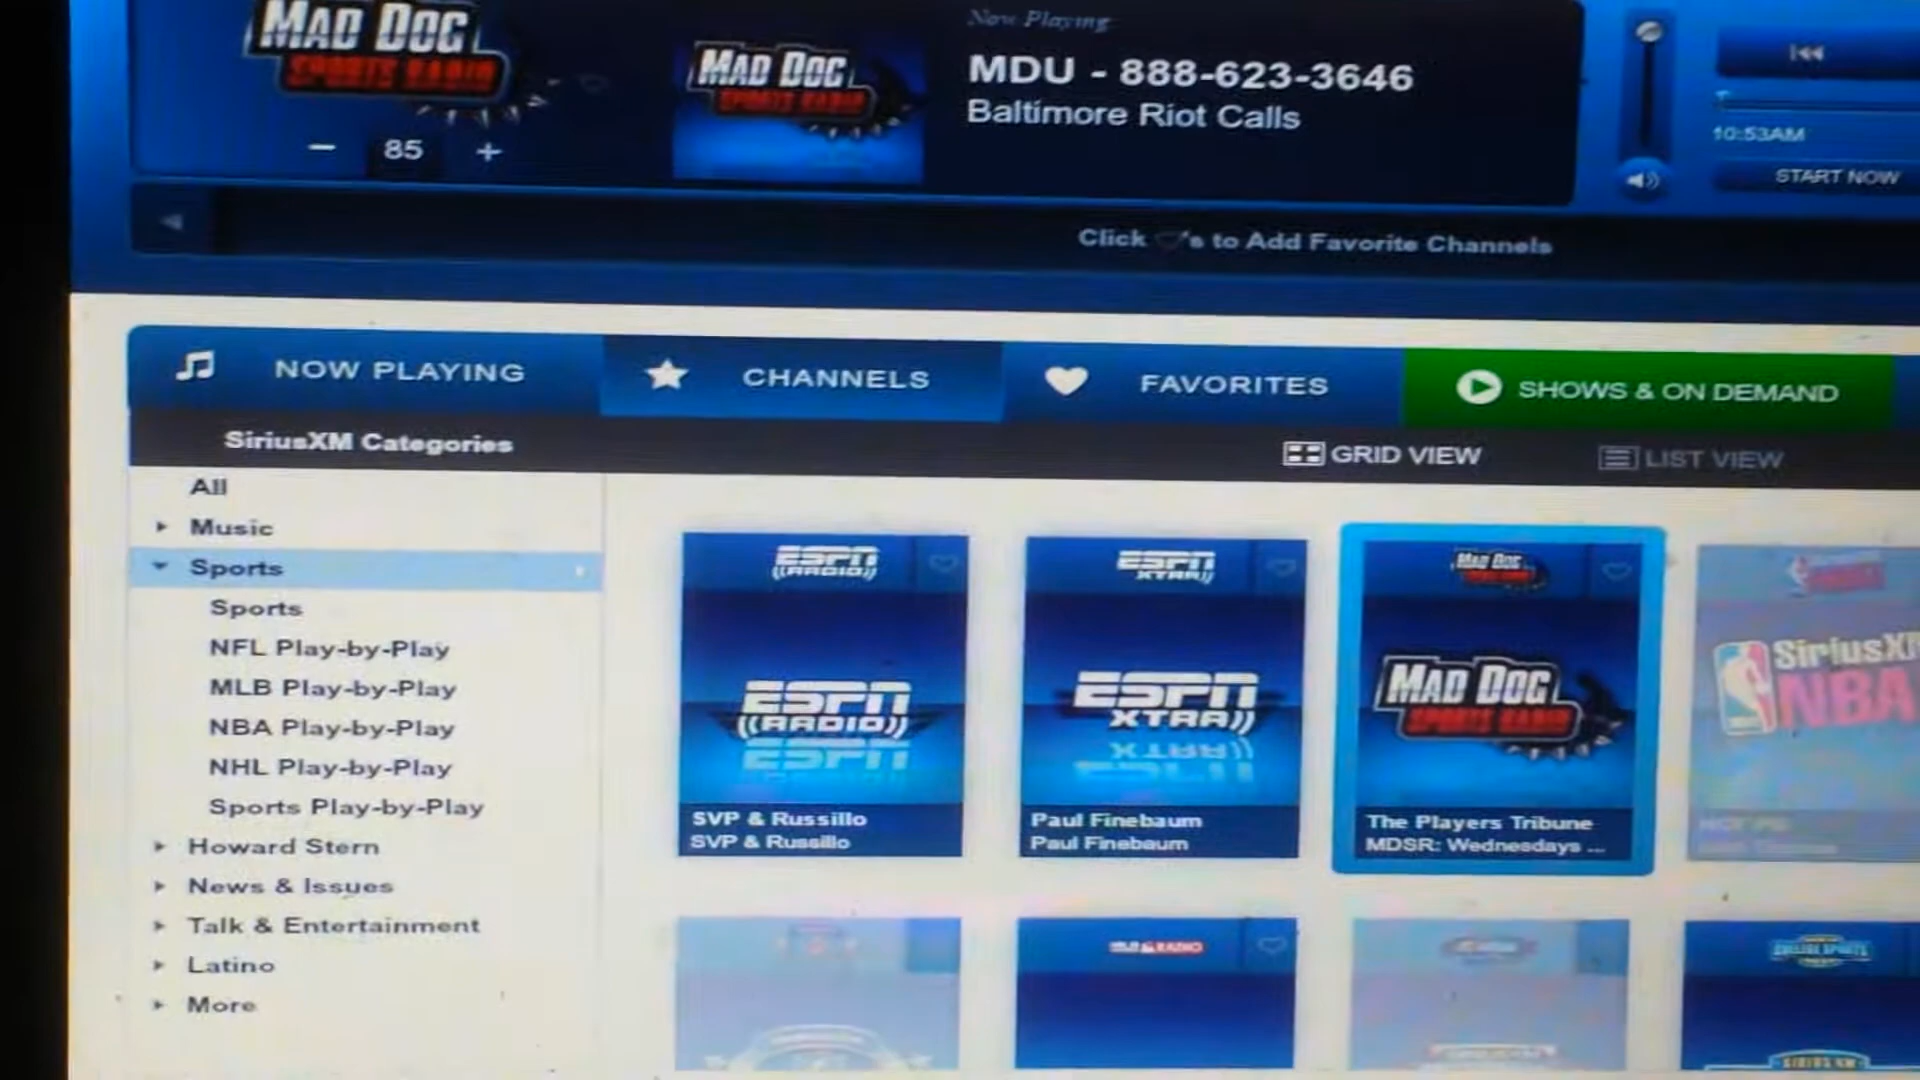 MAD DOG
SPORTS RADIO
85
MAD DOG
SPORTS RADIO
Now Playing
MDU - 888-623-3646
Baltimore Riot Calls
10:53AM
START NOW
Click 's to Add Favorite Channels
NOW PLAYING
CHANNELS
FAVORITES
SHOWS & ON DEMAND
SiriusXM Categories
GRID VIEW
LIST VIEW
All
Music
Sports
Sports
NFL Play-by-Play
MLB Play-by-Play
NBA Play-by-Play
NHL Play-by-Play
Sports Play-by-Play
Howard Stern
News & Issues
Talk & Entertainment
Latino
More
ESPN
RADIO
ESPN
RADIO
SVP & Russillo
SVP & Russillo
ESPN
XTRA
ESPN
XTRA
Paul Finebaum
Paul Finebaum
MAD DOG
MAD DOG
SPORTS RADIO
The Players Tribune
MDSR: Wednesdays ...
NBA
RADIO
COLLEGE SPORTS
SIRIUS XM